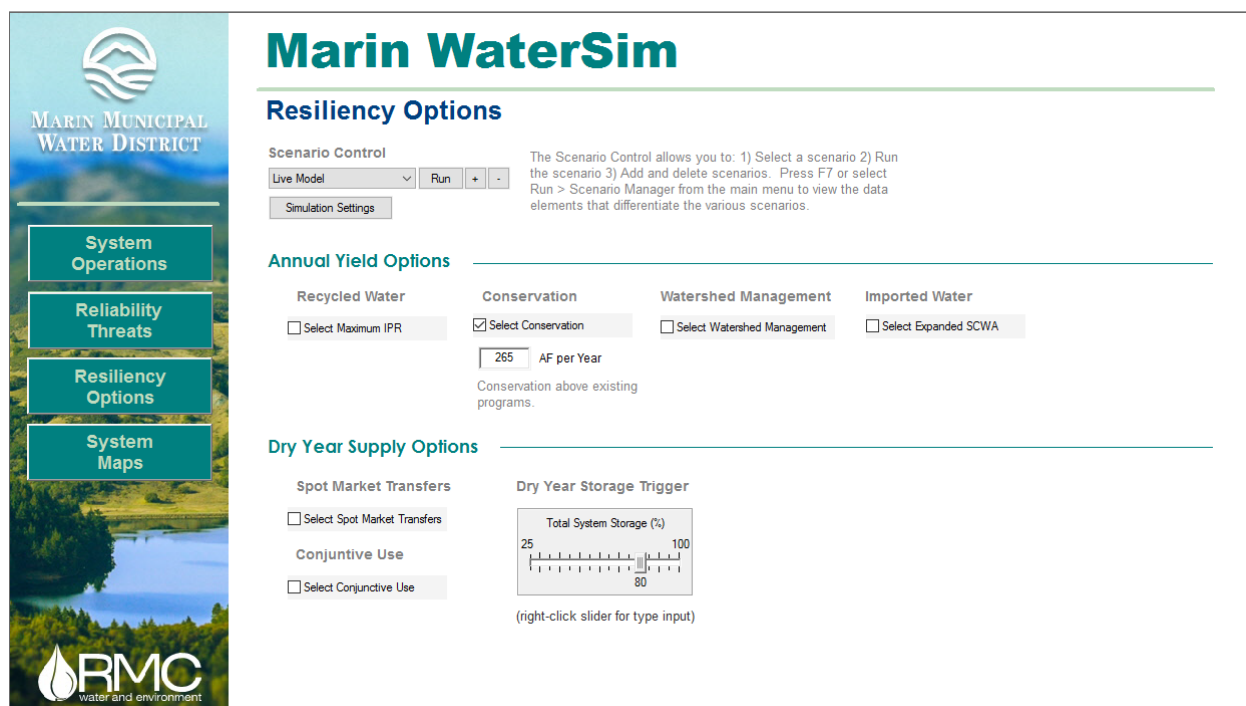 Marin WaterSim
MARIN MUNICIPAL
WATER DISTRICT
System
Operations
Reliability
Threats
Resiliency
Options
System
Maps
RMC
water and environment
Resiliency Options
Scenario Control
Live Model
Run
+
-
Simulation Settings
The Scenario Control allows you to: 1) Select a scenario 2) Run
the scenario 3) Add and delete scenarios. Press F7 or select
Run > Scenario Manager from the main menu to view the data
elements that differentiate the various scenarios.
Annual Yield Options
Recycled Water
Select Maximum IPR
Conservation
Select Conservation
265 AF per Year
Conservation above existing
programs.
Watershed Management
Select Watershed Management
Imported Water
Select Expanded SCWA
Dry Year Supply Options
Spot Market Transfers
Select Spot Market Transfers
Conjuntive Use
Select Conjunctive Use
Dry Year Storage Trigger
Total System Storage (%)
25 100
80
(right-click slider for type input)